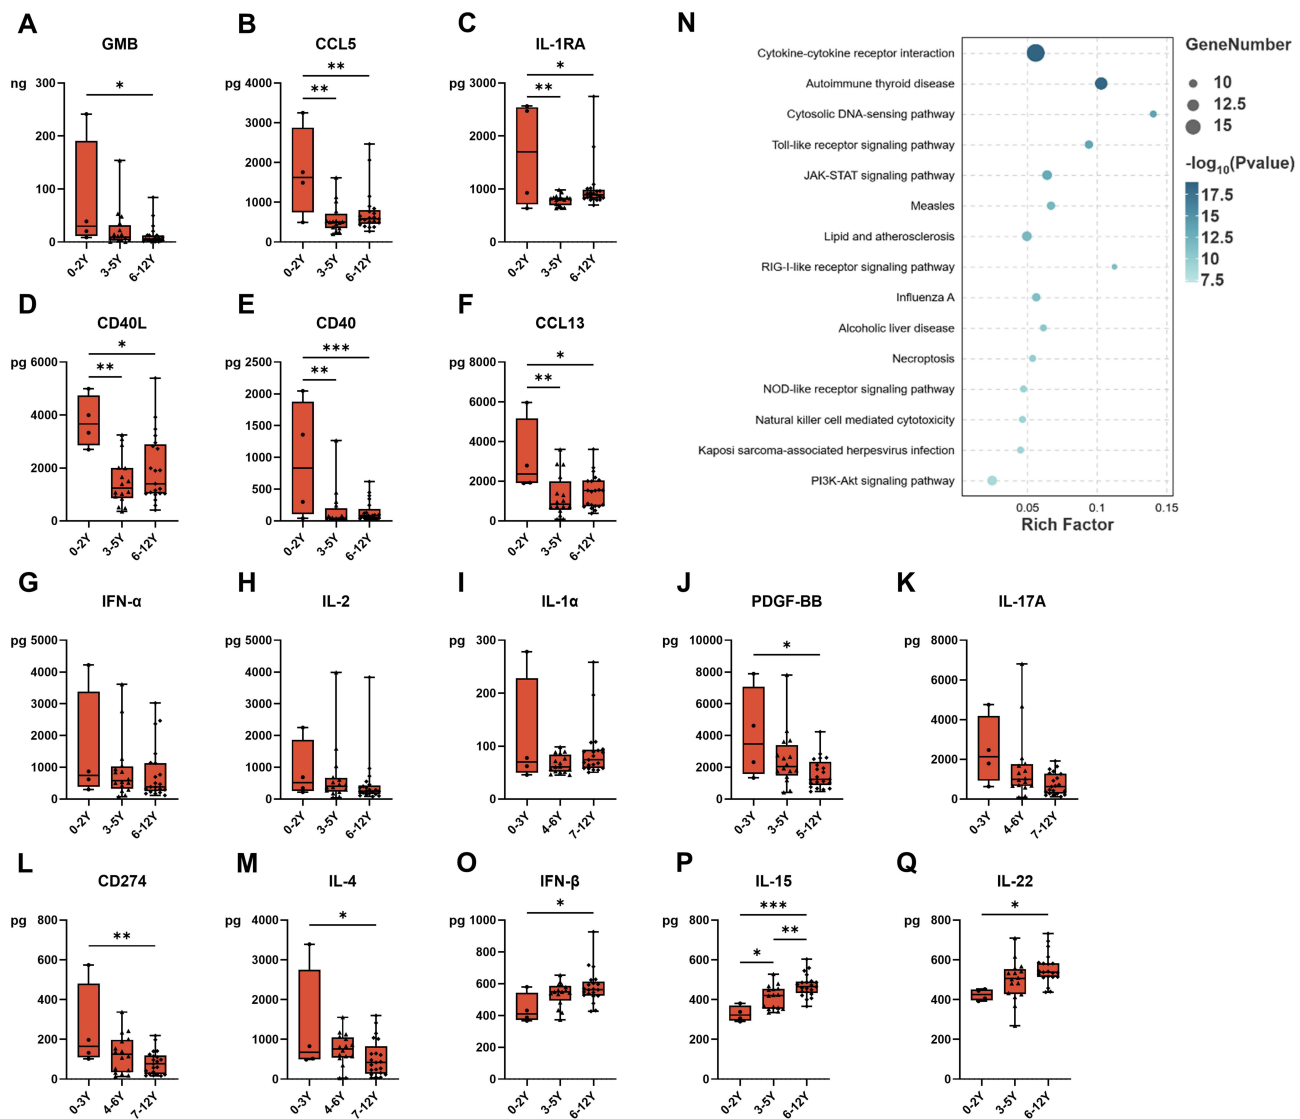 A
GMB
ng
300
200
100
0
*
0-2Y
3-5Y
6-12Y
B
CCL5
pg
4000
3000
2000
1000
0
**
**
0-2Y
3-5Y
6-12Y
C
IL-1RA
pg
3000
2000
1000
0
*
**
0-2Y
3-5Y
6-12Y
N
Cytokine-cytokine receptor interaction
Autoimmune thyroid disease
Cytosolic DNA-sensing pathway
Toll-like receptor signaling pathway
JAK-STAT signaling pathway
Measles
Lipid and atherosclerosis
RIG-I-like receptor signaling pathway
Influenza A
Alcoholic liver disease
Necroptosis
NOD-like receptor signaling pathway
Natural killer cell mediated cytotoxicity
Kaposi sarcoma-associated herpesvirus infection
PI3K-Akt signaling pathway
0.05
0.1
0.15
Rich Factor
GeneNumber
10
12.5
15
-log10(Pvalue)
17.5
15
12.5
10
7.5
D
CD40L
pg
6000
4000
2000
0
*
**
0-2Y
3-5Y
6-12Y
E
CD40
pg
2500
2000
1500
1000
500
0
***
**
0-2Y
3-5Y
6-12Y
F
CCL13
pg
8000
6000
4000
2000
0
*
**
0-2Y
3-5Y
6-12Y
G
IFN-α
pg
5000
4000
3000
2000
1000
0
0-2Y
3-5Y
6-12Y
H
IL-2
pg
5000
4000
3000
2000
1000
0
0-2Y
3-5Y
6-12Y
I
IL-1α
pg
300
200
100
0
0-3Y
4-6Y
7-12Y
J
PDGF-BB
pg
10000
8000
6000
4000
2000
0
*
0-3Y
3-5Y
5-12Y
K
IL-17A
pg
8000
6000
4000
2000
0
0-3Y
4-6Y
7-12Y
L
CD274
pg
800
600
400
200
0
**
0-3Y
4-6Y
7-12Y
M
IL-4
pg
4000
3000
2000
1000
0
*
0-3Y
4-6Y
7-12Y
O
IFN-β
pg
1000
800
600
400
200
0
*
0-2Y
3-5Y
6-12Y
P
IL-15
pg
800
600
400
200
0
***
**
*
0-2Y
3-5Y
6-12Y
Q
IL-22
pg
800
600
400
200
0
*
0-2Y
3-5Y
6-12Y